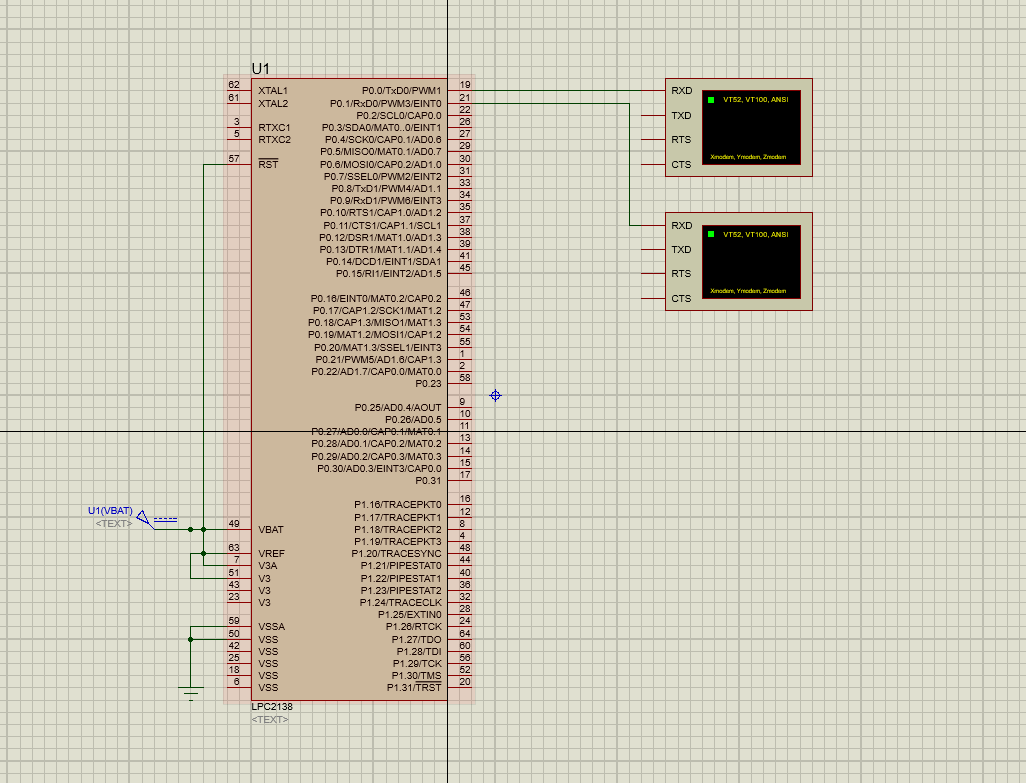 U1
62 XTAL1 P0.0/TxD0/PWM1 19
61 XTAL2 P0.1/RxD0/PWM3/EINT0 21
P0.2/SCL0/CAP0.0 22
3 RTXC1 P0.3/SDA0/MAT0..0/EINT1 26
5 RTXC2 P0.4/SCK0/CAP0.1/AD0.6 27
P0.5/MISO0/MAT0.1/AD0.7 29
57 RST P0.6/MOSI0/CAP0.2/AD1.0 30
P0.7/SSEL0/PWM2/EINT2 31
P0.8/TxD1/PWM4/AD1.1 33
P0.9/RxD1/PWM6/EINT3 34
P0.10/RTS1/CAP1.0/AD1.2 35
P0.11/CTS1/CAP1.1/SCL1 37
P0.12/DSR1/MAT1.0/AD1.3 38
P0.13/DTR1/MAT1.1/AD1.4 39
P0.14/DCD1/EINT1/SDA1 41
P0.15/RI1/EINT2/AD1.5 45
P0.16/EINT0/MAT0.2/CAP0.2 46
P0.17/CAP1.2/SCK1/MAT1.2 47
P0.18/CAP1.3/MISO1/MAT1.3 53
P0.19/MAT1.2/MOSI1/CAP1.2 54
P0.20/MAT1.3/SSEL1/EINT3 55
P0.21/PWM5/AD1.6/CAP1.3 1
P0.22/AD1.7/CAP0.0/MAT0.0 2
P0.23 58
P0.25/AD0.4/AOUT 9
P0.26/AD0.5 10
P0.27/AD0.0/CAP0.1/MAT0.1 11
P0.28/AD0.1/CAP0.2/MAT0.2 13
P0.29/AD0.2/CAP0.3/MAT0.3 14
P0.30/AD0.3/EINT3/CAP0.0 15
P0.31 17
P1.16/TRACEPKT0 16
P1.17/TRACEPKT1 12
49 VBAT P1.18/TRACEPKT2 8
P1.19/TRACEPKT3 4
63 VREF P1.20/TRACESYNC 48
7 V3A P1.21/PIPESTAT0 44
51 V3 P1.22/PIPESTAT1 40
43 V3 P1.23/PIPESTAT2 36
23 V3 P1.24/TRACECLK 32
P1.25/EXTIN0 28
59 VSSA P1.26/RTCK 24
50 VSS P1.27/TDO 64
42 VSS P1.28/TDI 60
25 VSS P1.29/TCK 56
18 VSS P1.30/TMS 52
6 VSS P1.31/TRST 20
LPC2138
<TEXT>
U1(VBAT)
<TEXT>
RXD
TXD
RTS
CTS
VT52, VT100, ANSI
Xmodem, Ymodem, Zmodem
RXD
TXD
RTS
CTS
VT52, VT100, ANSI
Xmodem, Ymodem, Zmodem